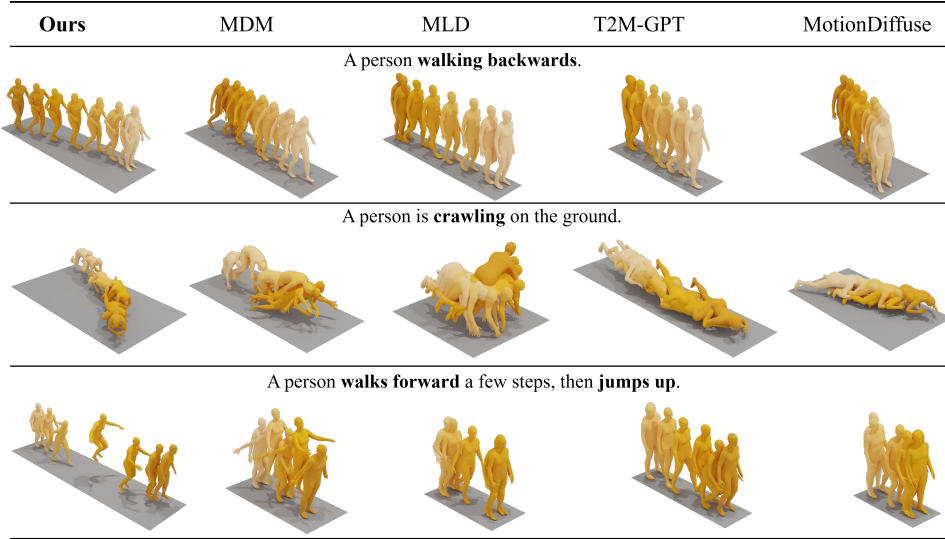 Ours MDM MLD T2M-GPT MotionDiffuse
A person walking backwards.
A person is crawling on the ground.
A person walks forward a few steps, then jumps up.